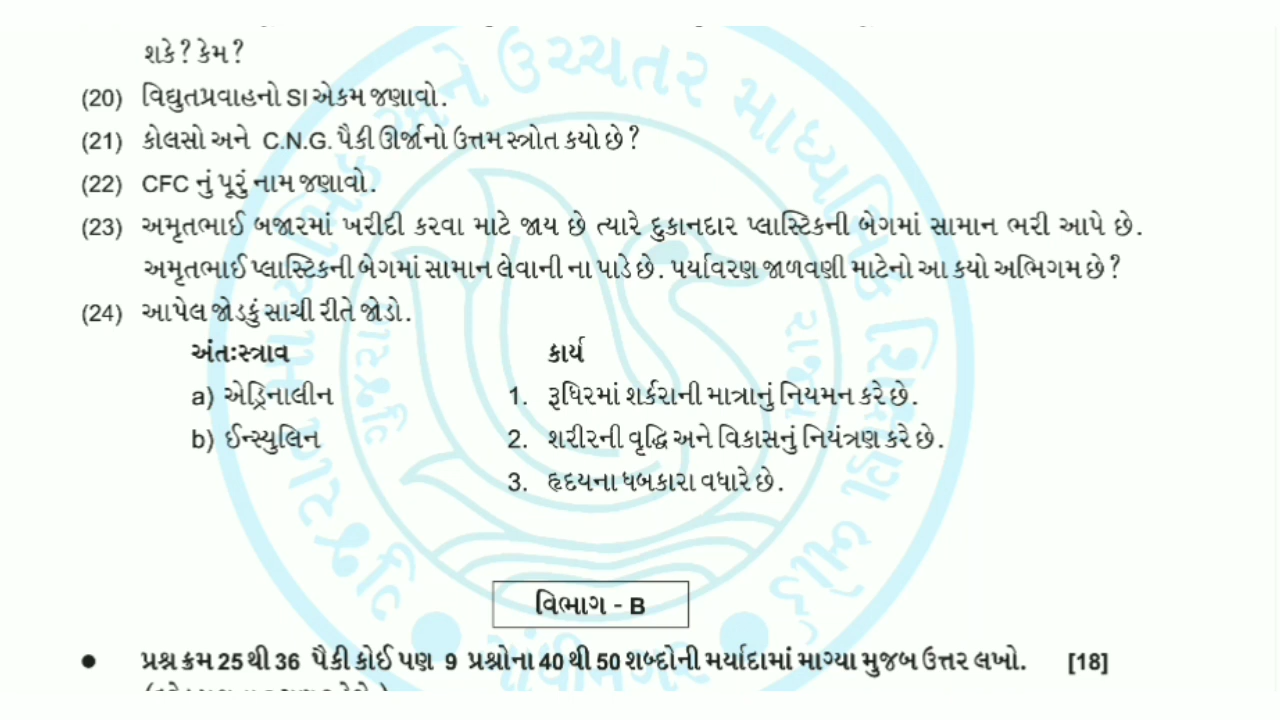 શકે ? કેમ ?
(20) વિદ્યુતપ્રવાહનો SI એકમ જણાવો.
(21) કોલસો અને C.N.G. પૈકી ઊર્જાનો ઉત્તમ સ્ત્રોત કયો છે ?
(22) CFC નું પૂરું નામ જણાવો.
(23) અમૃતભાઈ બજારમાં ખરીદી કરવા માટે જાય છે ત્યારે દુકાનદાર પ્લાસ્ટિકની બેગમાં સામાન ભરી આપે છે.
અમૃતભાઈ પ્લાસ્ટિકની બેગમાં સામાન લેવાની ના પાડે છે. પર્યાવરણ જાળવણી માટેનો આ કયો અભિગમ છે ?
(24) આપેલ જોડકું સાચી રીતે જોડો.
અંતઃસ્ત્રાવ કાર્ય
a) એડ્રિનાલીન 1. રૂધિરમાં શર્કરાની માત્રાનું નિયમન કરે છે.
b) ઈન્સ્યુલિન 2. શરીરની વૃદ્ધિ અને વિકાસનું નિયંત્રણ કરે છે.
3. હૃદયના ધબકારા વધારે છે.
વિભાગ - B
● પ્રશ્ન ક્રમ 25 થી 36 પૈકી કોઈ પણ 9 પ્રશ્નોના 40 થી 50 શબ્દોની મર્યાદામાં માગ્યા મુજબ ઉત્તર લખો. [18]